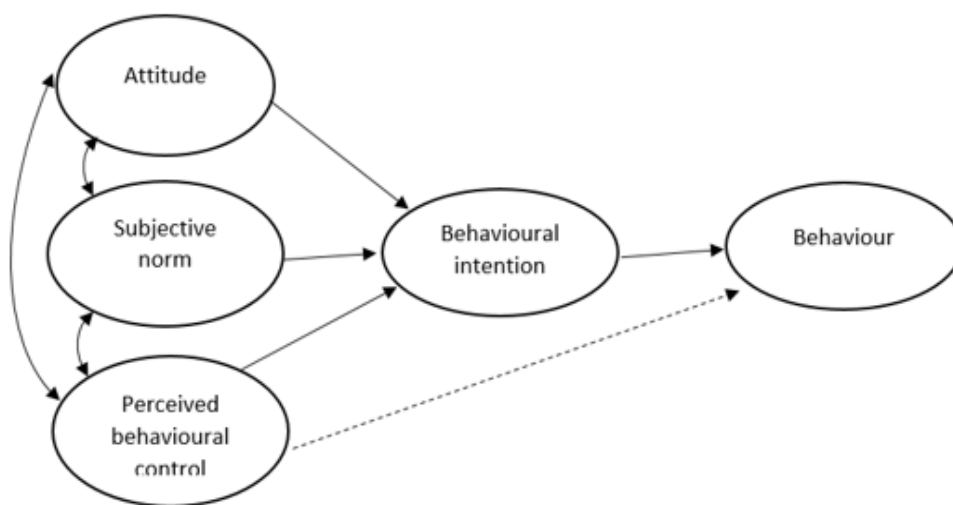 Attitude
Subjective
norm
Behavioural
intention
Behaviour
Perceived
behavioural
control